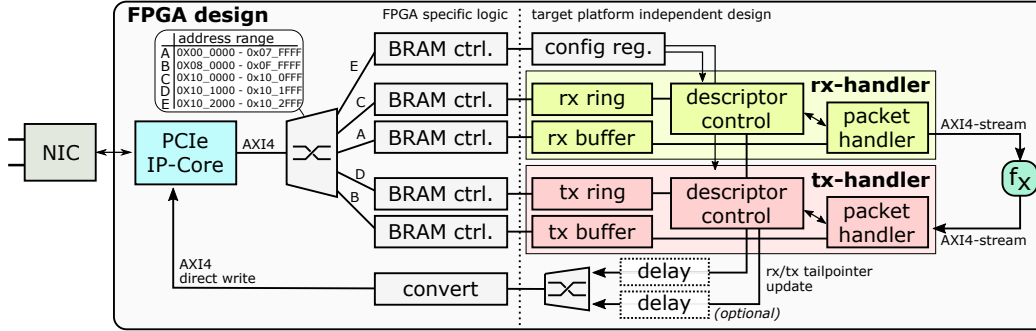 FPGA design
FPGA specific logic
target platform independent design
address range
A 0X00_0000 - 0x07_FFFF
B 0X08_0000 - 0x0F_FFFF
C 0X10_0000 - 0x10_0FFF
D 0X10_1000 - 0x10_1FFF
E 0X10_2000 - 0x10_2FFF
E
BRAM ctrl.
config reg.
rx-handler
C
BRAM ctrl.
rx ring
descriptor
control
A
BRAM ctrl.
rx buffer
packet
handler
AXI4-stream
NIC
PCIe
IP-Core
AXI4
fx
D
BRAM ctrl.
tx ring
descriptor
control
tx-handler
B
BRAM ctrl.
tx buffer
packet
handler
AXI4-stream
AXI4
direct write
convert
delay
rx/tx tailpointer
update
delay
(optional)